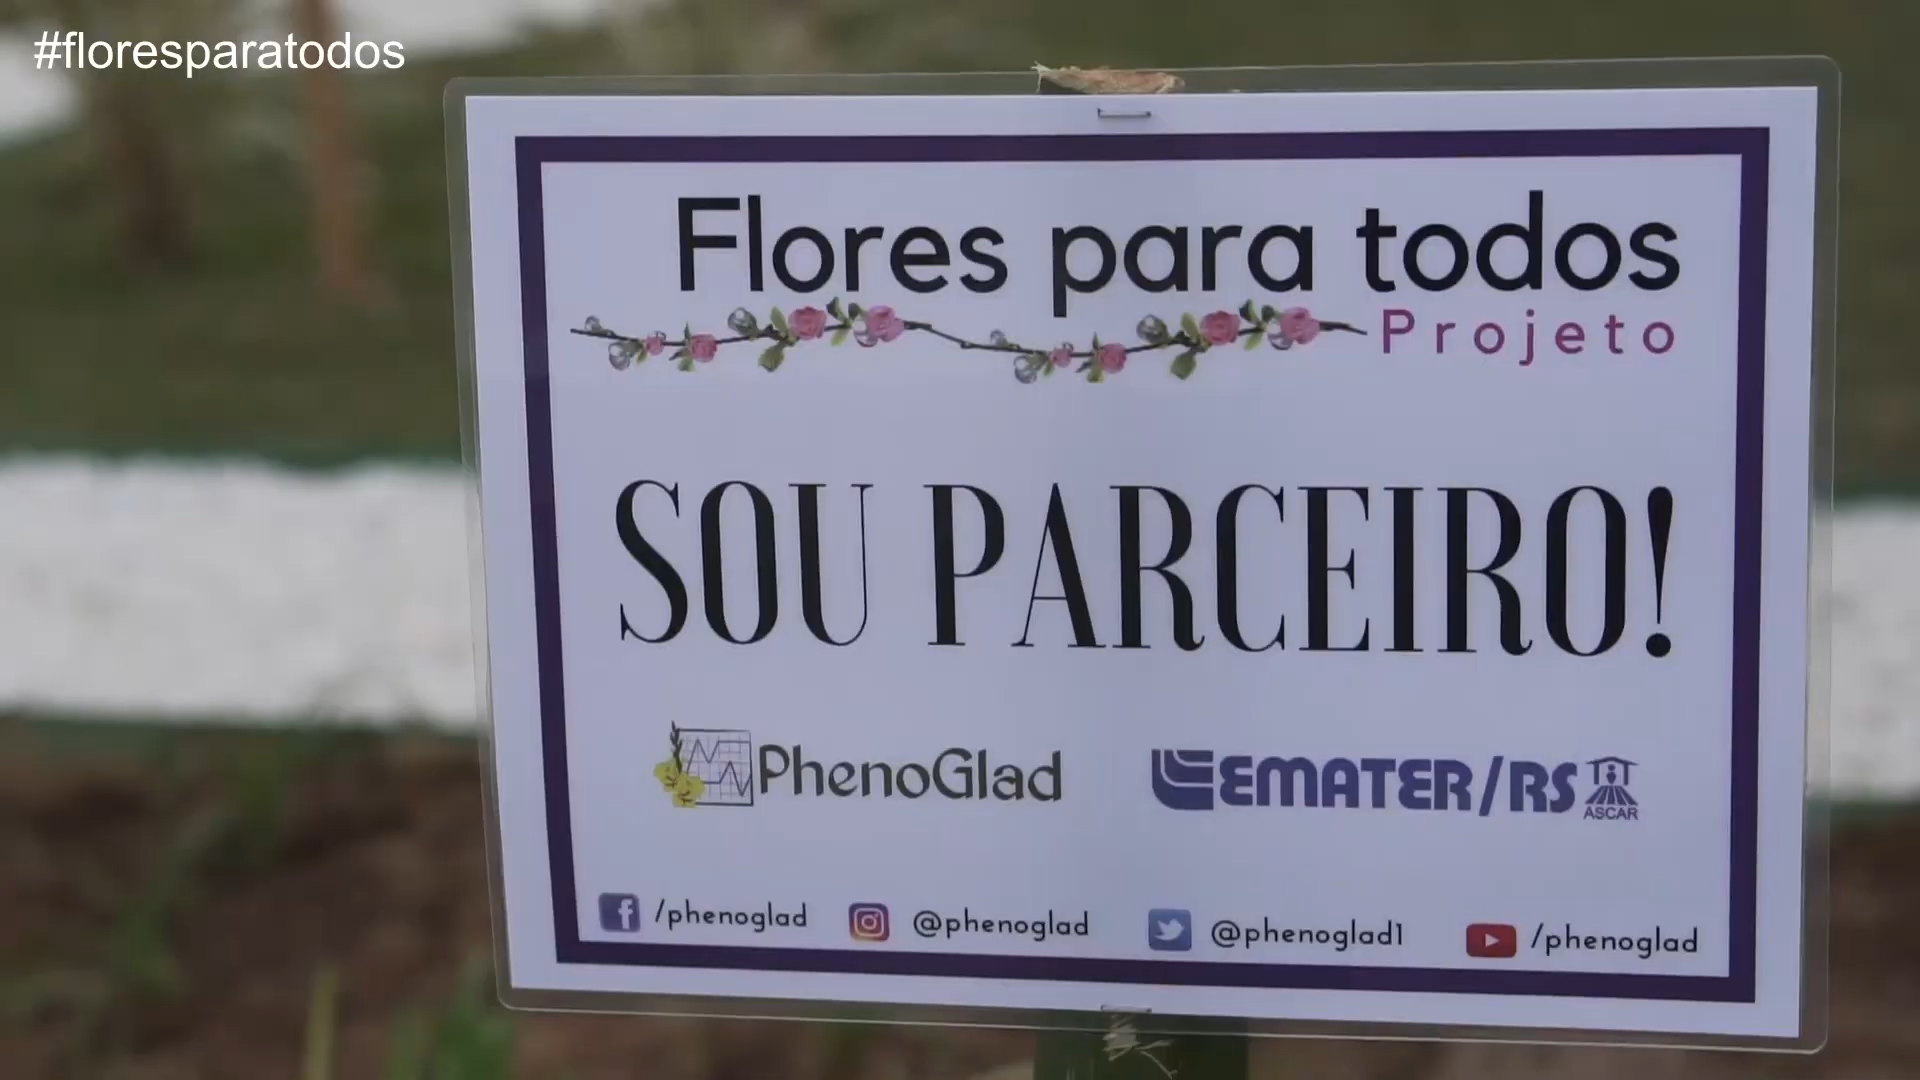 #floresparatodos
Flores para todos
Projeto
SOU PARCEIRO!
PhenoGlad
EMATER/RS
ASCAR
/phenoglad
@phenoglad
@phenoglad1
/phenoglad